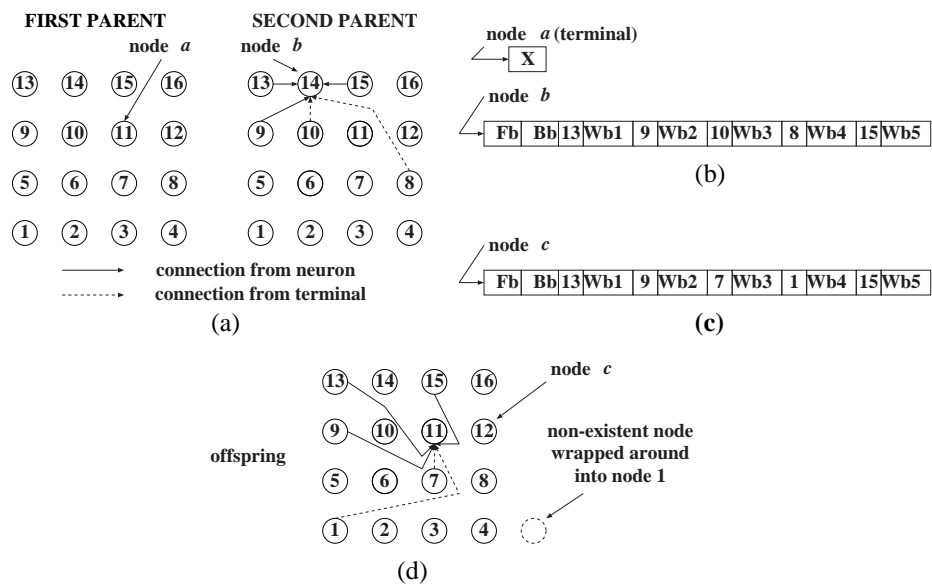 FIRST PARENT
node a
13 14 15 16
9 10 11 12
5 6 7 8
1 2 3 4
SECOND PARENT
node b
13 14 15 16
9 10 11 12
5 6 7 8
1 2 3 4
connection from neuron
connection from terminal
(a)
node a (terminal)
X
node b
Fb Bb 13 Wb1 9 Wb2 10 Wb3 8 Wb4 15 Wb5
(b)
node c
Fb Bb 13 Wb1 9 Wb2 7 Wb3 1 Wb4 15 Wb5
(c)
offspring
13 14 15 16
9 10 11 12
5 6 7 8
1 2 3 4
node c
non-existent node
wrapped around
into node 1
(d)